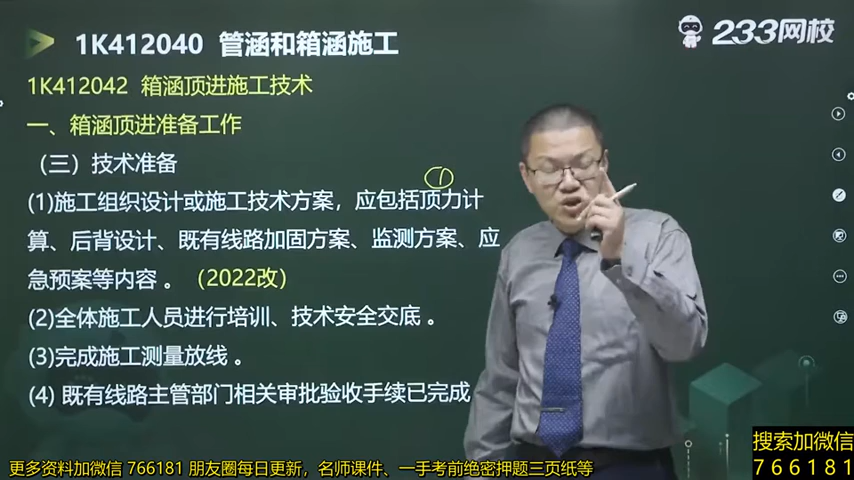 1K412040 管涵和箱涵施工
233网校
1K412042 箱涵顶进施工技术
一、箱涵顶进准备工作
（三）技术准备
①
(1)施工组织设计或施工技术方案，应包括顶力计
算、后背设计、既有线路加固方案、监测方案、应
急预案等内容 。（2022改）
(2)全体施工人员进行培训、技术安全交底 。
(3)完成施工测量放线 。
(4) 既有线路主管部门相关审批验收手续已完成
搜索加微信
766181
更多资料加微信 766181 朋友圈每日更新，名师课件、一手考前绝密押题三页纸等